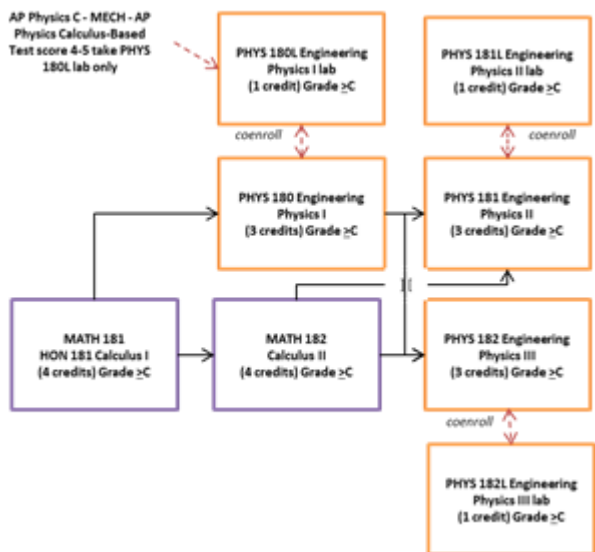 AP Physics C - MECH - AP
Physics Calculus-Based
Test score 4-5 take PHYS
180L lab only
PHYS 180L Engineering
Physics I lab
(1 credit) Grade ≥C
PHYS 181L Engineering
Physics II lab
(1 credit) Grade ≥C
coenroll
coenroll
PHYS 180 Engineering
Physics I
(3 credits) Grade ≥C
PHYS 181 Engineering
Physics II
(3 credits) Grade ≥C
MATH 181
HON 181 Calculus I
(4 credits) Grade ≥C
MATH 182
Calculus II
(4 credits) Grade ≥C
PHYS 182 Engineering
Physics III
(3 credits) Grade ≥C
coenroll
PHYS 182L Engineering
Physics III lab
(1 credit) Grade ≥C